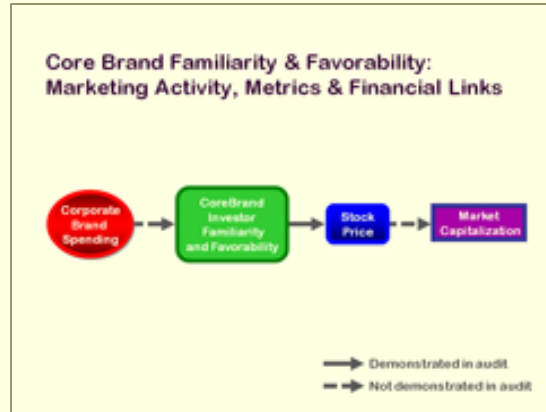 Core Brand Familiarity & Favorability:
Marketing Activity, Metrics & Financial Links
Corporate
Brand
Spending
CoreBrand
Investor
Familiarity
and Favorability
Stock
Price
Market
Capitalization
Demonstrated in audit
Not demonstrated in audit